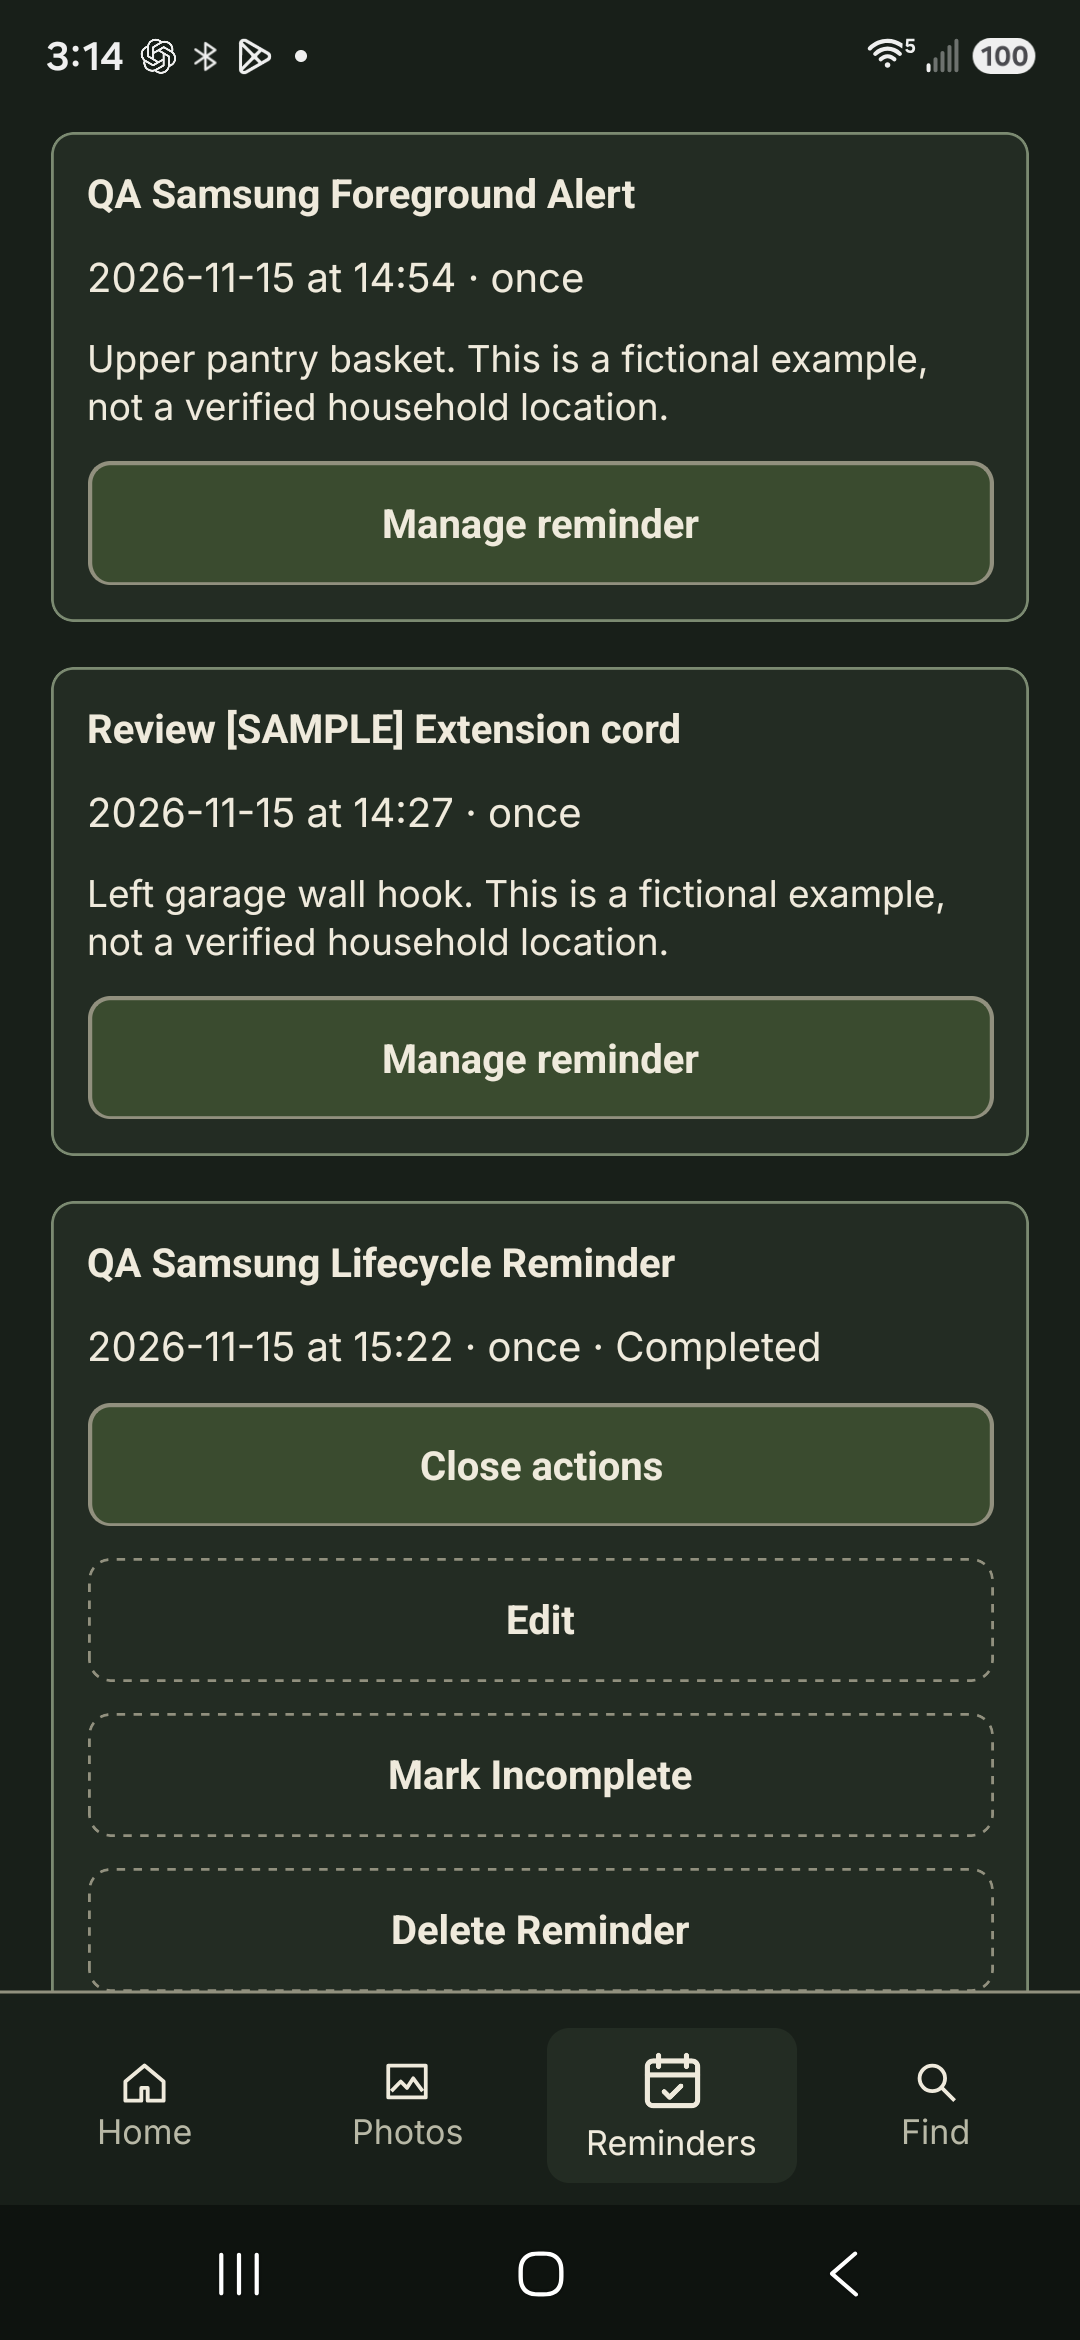 3:14
5
100
QA Samsung Foreground Alert
2026-11-15 at 14:54 · once
Upper pantry basket. This is a fictional example,
not a verified household location.
Manage reminder
Review [SAMPLE] Extension cord
2026-11-15 at 14:27 · once
Left garage wall hook. This is a fictional example,
not a verified household location.
Manage reminder
QA Samsung Lifecycle Reminder
2026-11-15 at 15:22 · once · Completed
Close actions
Edit
Mark Incomplete
Delete Reminder
Home
Photos
Reminders
Find